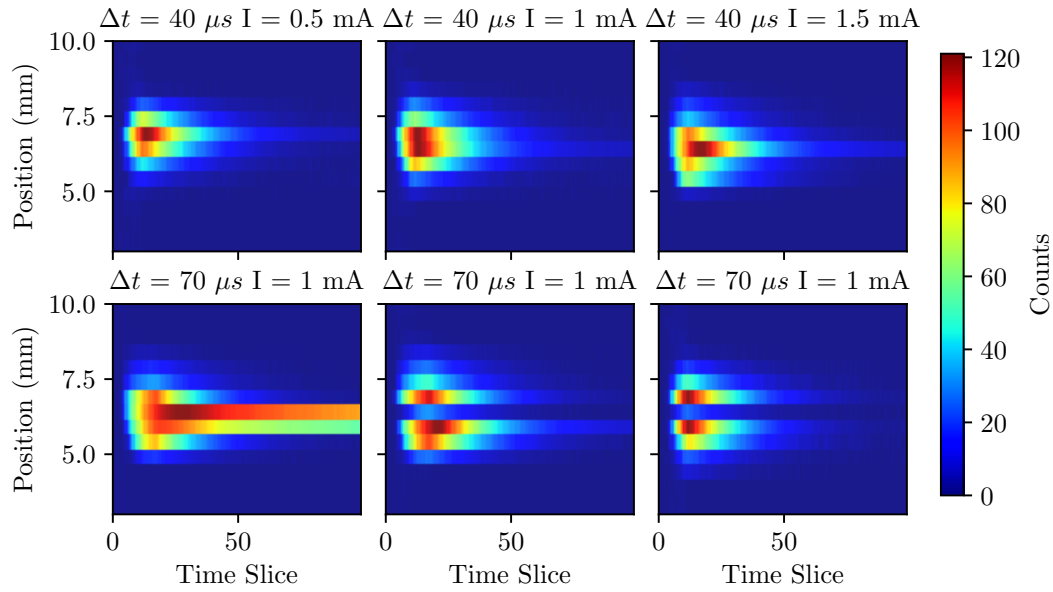 Δt = 40 μs I = 0.5 mA
Δt = 40 μs I = 1 mA
Δt = 40 μs I = 1.5 mA
10.0
7.5
5.0
Position (mm)
Δt = 70 μs I = 1 mA
Δt = 70 μs I = 1 mA
Δt = 70 μs I = 1 mA
10.0
7.5
5.0
Position (mm)
0
50
0
50
0
50
Time Slice
Time Slice
Time Slice
120
100
80
60
40
20
0
Counts